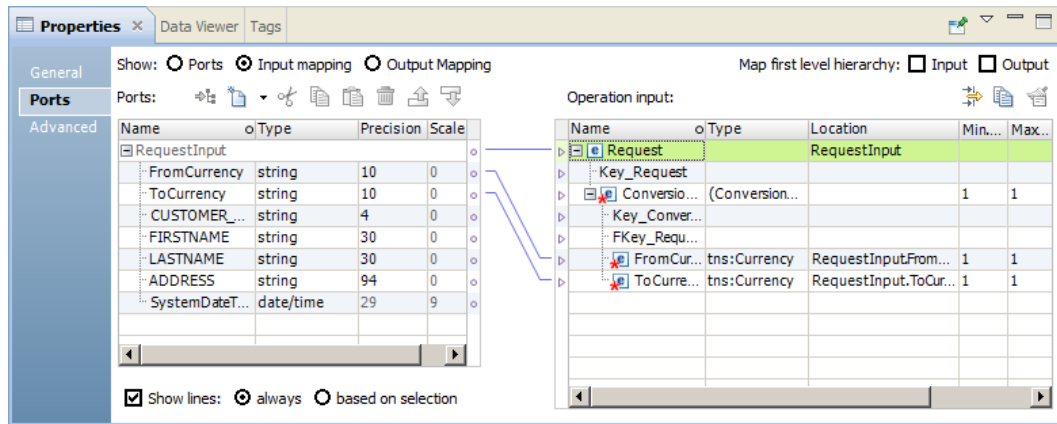 Properties Data Viewer Tags
General
Ports
Advanced
Show: Ports Input mapping Output Mapping
Map first level hierarchy: Input Output
Ports:
Operation input:
Name Type Precision Scale
RequestInput
FromCurrency string 10 0
ToCurrency string 10 0
CUSTOMER_... string 4 0
FIRSTNAME string 30 0
LASTNAME string 30 0
ADDRESS string 94 0
SystemDateT... date/time 29 9
Name Type Location Min... Max...
Request RequestInput
Key_Request
Conversio... (Conversion... 1 1
Key_Conver...
FKey_Requ...
FromCur... tns:Currency RequestInput.From... 1 1
ToCurre... tns:Currency RequestInput.ToCur... 1 1
Show lines: always based on selection